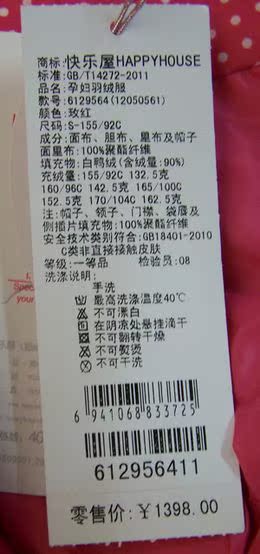 商标:快乐屋HAPPYHOUSE
标准:GB/T14272-2011
品名:孕妇羽绒服
款号:6129564(12050561)
颜色:玫红
尺码:S-155/92C
成分:面布、胆布、里布及帽子
面里布:100%聚酯纤维
填充物:白鸭绒(含绒量:90%)
充绒量:155/92C 132.5克
160/96C 142.5克 165/100C
152.5克 170/104C 162.5克
注:帽子、领子、门襟、袋唇及
侧插片填充物:100%聚酯纤维
安全技术类别符合:GB18401-2010
C类非直接接触皮肤
等级:一等品 检验员:08
洗涤说明:
手洗
最高洗涤温度40℃
不可漂白
在阴凉处悬挂滴干
不可翻转干燥
不可熨烫
不可干洗
6 941068 833725
612956411
零售价:¥1398.00
Spec
your